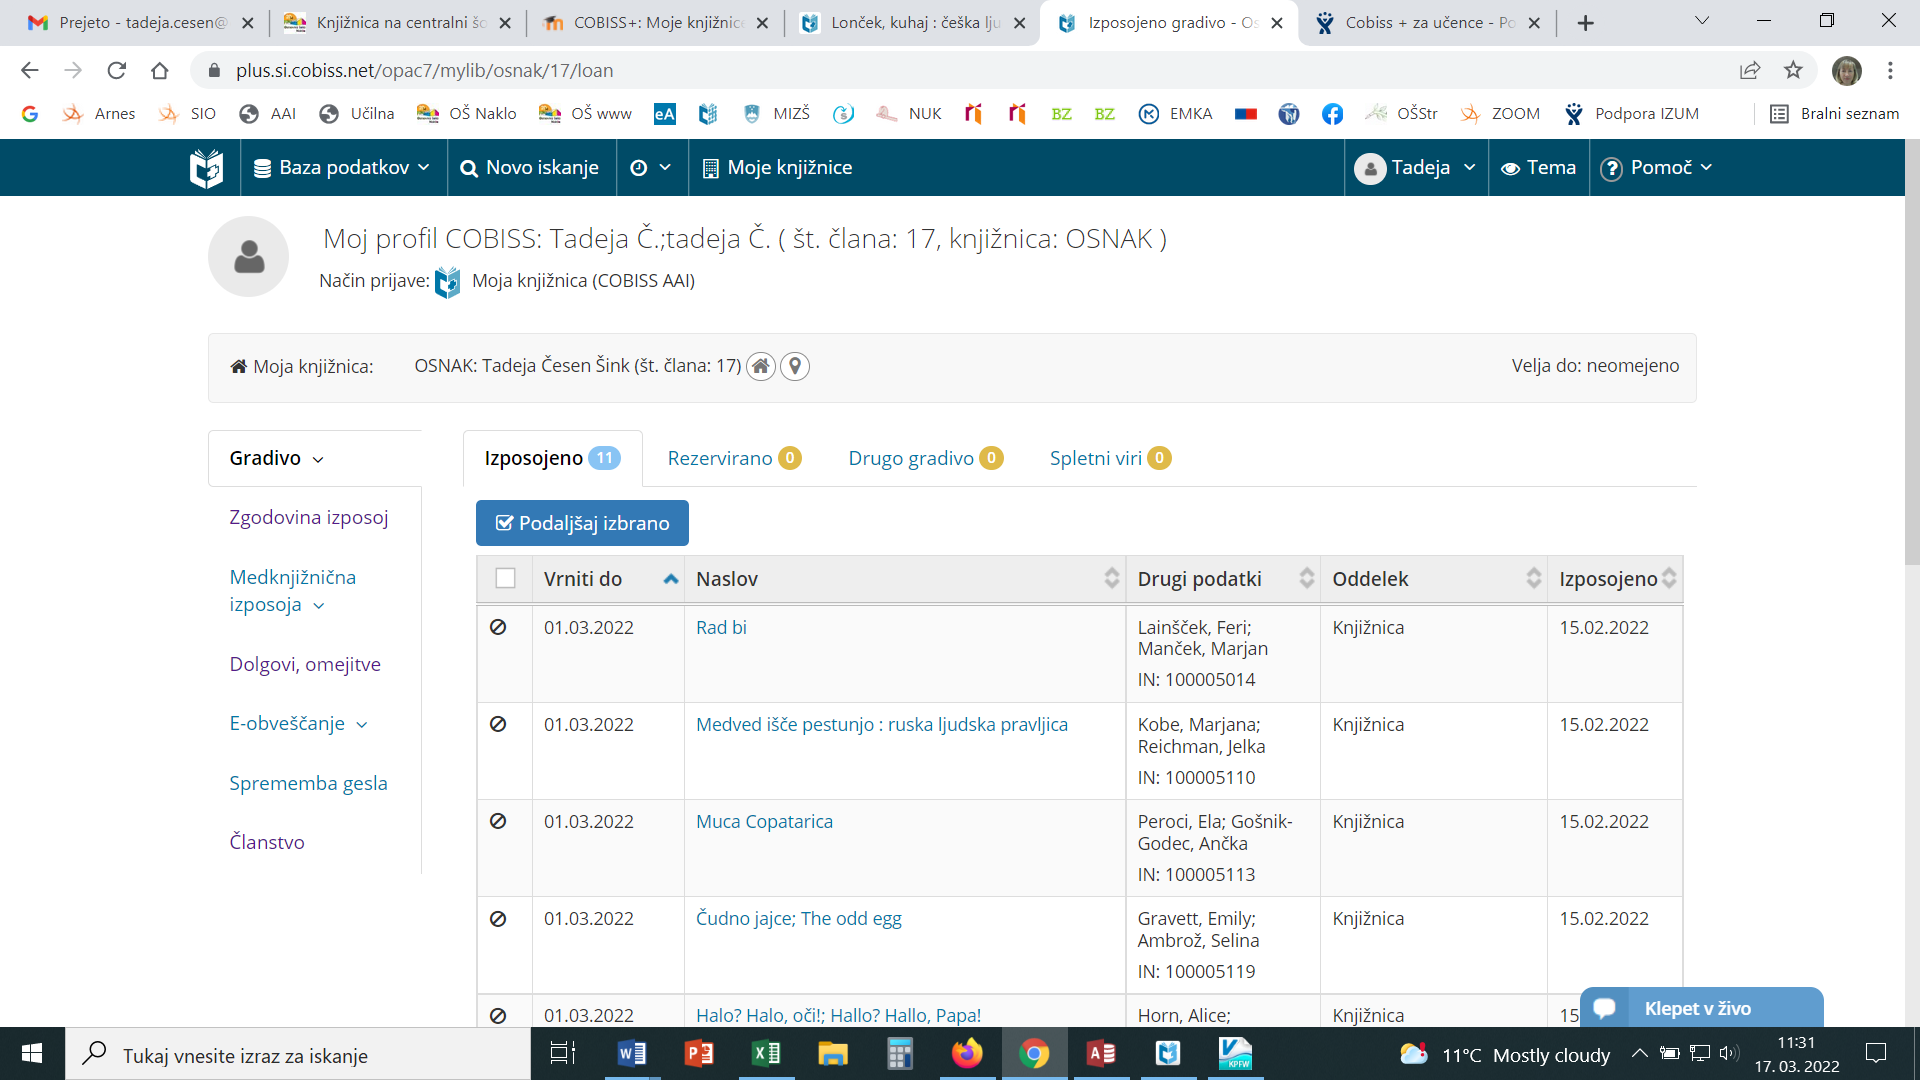 Prejeto - tadeja.cesen@
Knjižnica na centralni šo
COBISS+: Moje knjižnice
Lonček, kuhaj : češka lju
Izposojeno gradivo - Os
Cobiss + za učence - Po
plus.si.cobiss.net/opac7/mylib/osnak/17/loan
Arnes SIO AAI Učilna OŠ Naklo OŠ www eA MIZŠ NUK BZ BZ EMKA OŠStr ZOOM Podpora IZUM Bralni seznam
Baza podatkov Novo iskanje Moje knjižnice Tadeja Tema Pomoč
Moj profil COBISS: Tadeja Č.;tadeja Č. ( št. člana: 17, knjižnica: OSNAK )
Način prijave: Moja knjižnica (COBISS AAI)
Moja knjižnica: OSNAK: Tadeja Česen Šink (št. člana: 17) Velja do: neomejeno
Gradivo
Zgodovina izposoj
Medknjižnična
izposoja
Dolgovi, omejitve
E-obveščanje
Sprememba gesla
Članstvo
Izposojeno 11 Rezervirano 0 Drugo gradivo 0 Spletni viri 0
Podaljšaj izbrano
Vrniti do Naslov Drugi podatki Oddelek Izposojeno
01.03.2022 Rad bi Lainšček, Feri; Knjižnica 15.02.2022
Manček, Marjan
IN: 100005014
01.03.2022 Medved išče pestunjo : ruska ljudska pravljica Kobe, Marjana; Knjižnica 15.02.2022
Reichman, Jelka
IN: 100005110
01.03.2022 Muca Copatarica Peroci, Ela; Gošnik- Knjižnica 15.02.2022
Godec, Ančka
IN: 100005113
01.03.2022 Čudno jajce; The odd egg Gravett, Emily; Knjižnica 15.02.2022
Ambrož, Selina
IN: 100005119
01.03.2022 Halo? Halo, oči!; Hallo? Hallo, Papa! Horn, Alice; Knjižnica 15
Klepet v živo
Tukaj vnesite izraz za iskanje
KPFW
11°C Mostly cloudy
11:31
17. 03. 2022